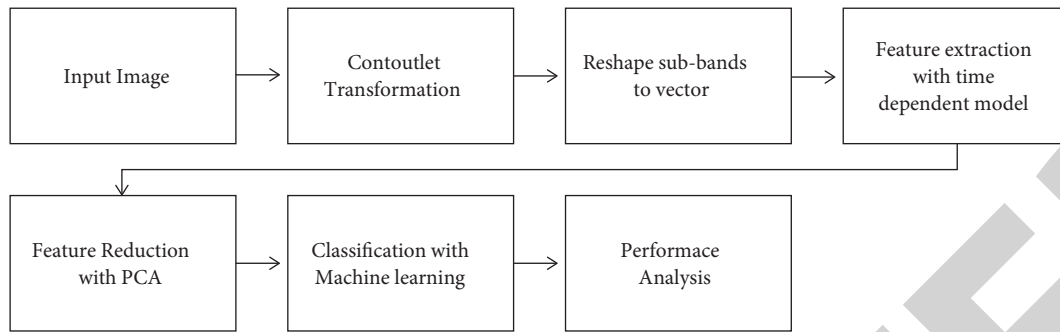 Input Image
Contoutlet
Transformation
Reshape sub-bands
to vector
Feature extraction
with time
dependent model
Feature Reduction
with PCA
Classification with
Machine learning
Performace
Analysis